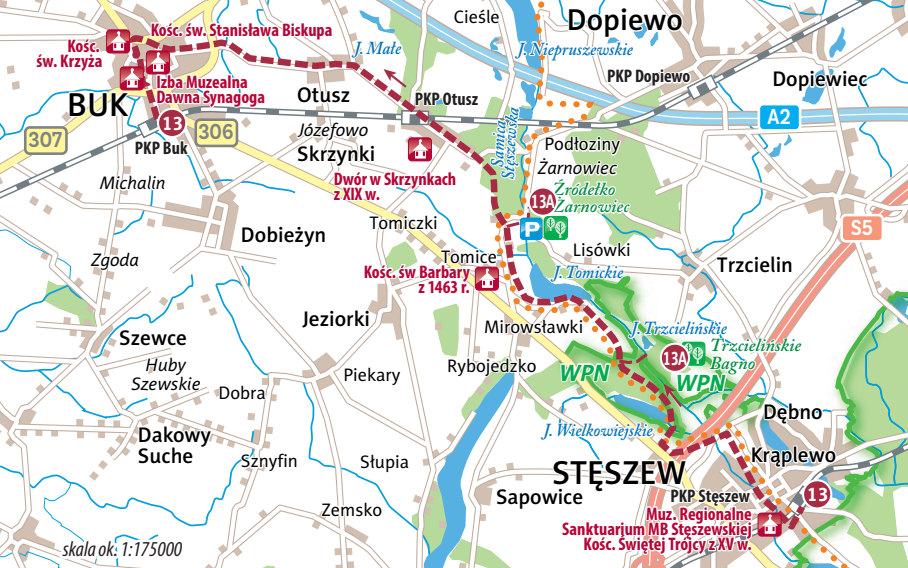 Cieśle
Dopiewo
Kośc. św. Stanisława Biskupa
Kośc.
św. Krzyża
J. Małe
J. Niepruszewskie
PKP Dopiewo
Dopiewiec
Izba Muzealna
Dawna Synagoga
BUK
Otusz
PKP Otusz
A2
13
306
307
PKP Buk
Józefowo
Skrzynki
Samica
Stęszewska
Podłoziny
Żarnowiec
Michalin
Dwór w Skrzynkach
z XIX w.
13A
Źródełko
Żarnowiec
P
S5
Tomiczki
Dobieżyn
Lisówki
Zgoda
Tomice
Trzcielin
Kośc. św Barbary
z 1463 r.
J. Tomickie
Jeziorki
Mirosławki
J. Trzcielińskie
Szewce
Trzcielińskie
Bagno
13A
Huby
Szewskie
Rybojedzko
WPN
WPN
Piekary
Dobra
Dębno
Dakowy
Suche
J. Wielkowiejskie
Krąplewo
Sznyfin
Słupia
STĘSZEW
Sapowice
PKP Stęszew
13
Zemsko
Muz. Regionalne
Sanktuarium MB Stęszewskiej
Kośc. Świętej Trójcy z XV w.
skala ok. 1:175000